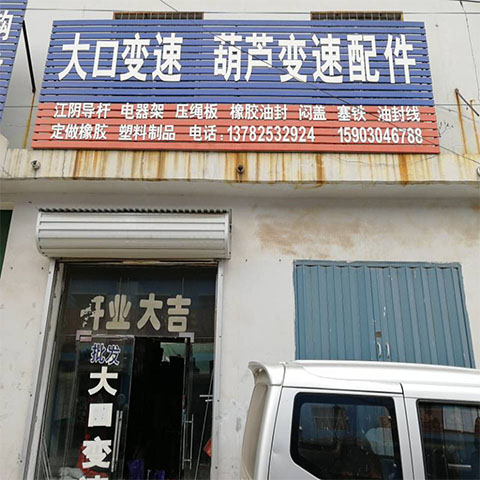 大口变速 葫芦变速配件
江阴导杆 电器架 压绳板 橡胶油封 闷盖 塞铁 油封线
定做橡胶 塑料制品 电话:13782532924 15903046788
开业大吉
批发
大口变速